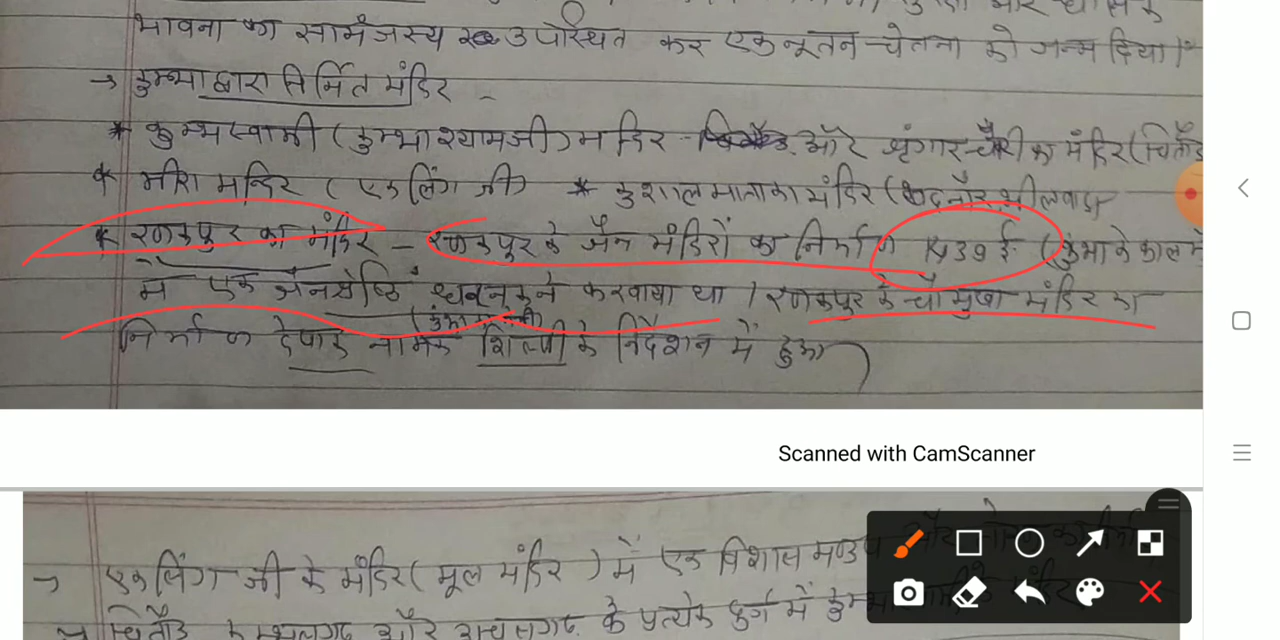 भावना का सामंजस्य उपस्थित कर एक नूतन चेतना को जन्म दिया।
→ कुम्भा द्वारा निर्मित मंदिर -
* कुम्भस्वामी (कुम्भाश्यामजी) मंदिर - और श्रृंगार चँवरी का मंदिर (चित्तौड़
* मीरा मन्दिर (एकलिंग जी) * कुशाल माता का मंदिर (बदनौर, भीलवाड़ा
* रणकपुर का मंदिर - रणकपुर के जैन मंदिरों का निर्माण 1439 ई. (कुंभा के काल में
में एक जैन श्रेष्ठि धरनक ने करवाया था / रणकपुर के चौमुखा मंदिर का
निर्माण देपाक नामक शिल्पी के निर्देशन में हुआ)
Scanned with CamScanner
→ एकलिंग जी के मंदिर (मूल मंदिर) में एक विशाल मण्डप
→ चित्तौड़ कुम्भलगढ़ और अचलगढ़ के प्रत्येक दुर्ग में